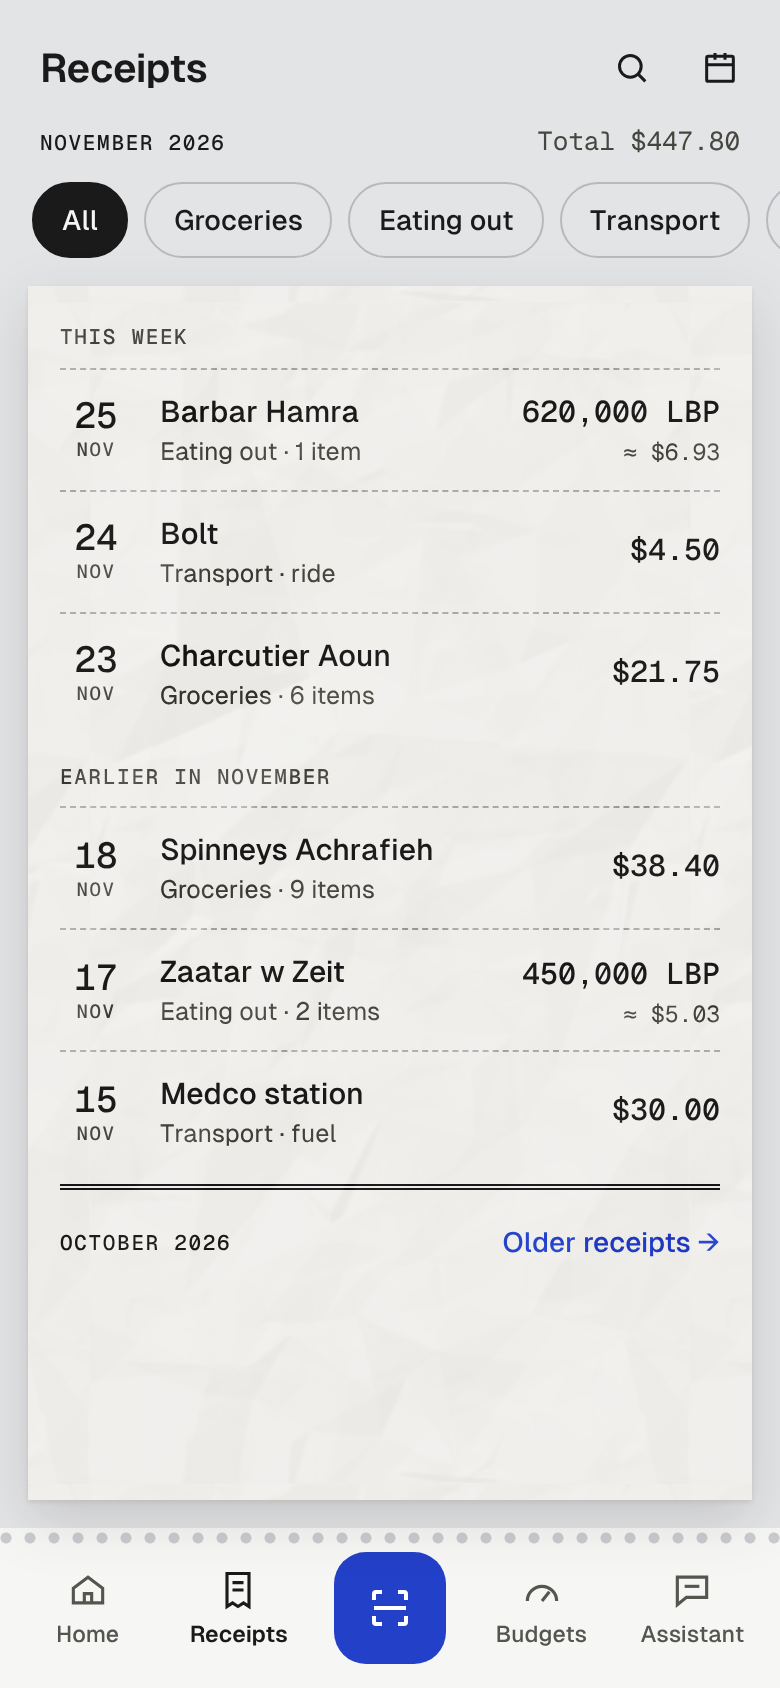 Receipts
NOVEMBER 2026
Total $447.80
All
Groceries
Eating out
Transport
THIS WEEK
25 NOV
Barbar Hamra
620,000 LBP
Eating out · 1 item
≈ $6.93
24 NOV
Bolt
$4.50
Transport · ride
23 NOV
Charcutier Aoun
$21.75
Groceries · 6 items
EARLIER IN NOVEMBER
18 NOV
Spinneys Achrafieh
$38.40
Groceries · 9 items
17 NOV
Zaatar w Zeit
450,000 LBP
Eating out · 2 items
≈ $5.03
15 NOV
Medco station
$30.00
Transport · fuel
OCTOBER 2026
Older receipts →
Home
Receipts
Budgets
Assistant